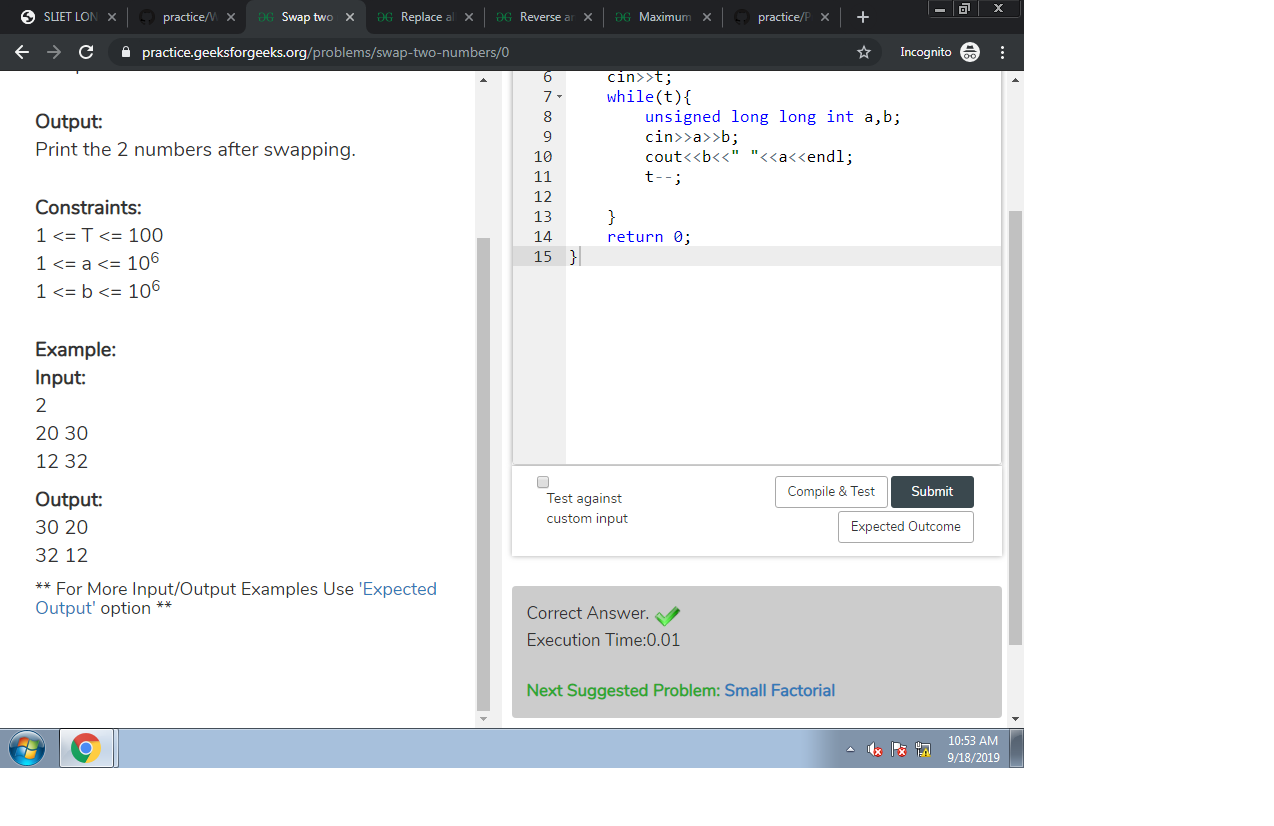 SLIET LON
practice/W
Swap two
Replace al
Reverse ar
Maximum
practice/P
practice.geeksforgeeks.org/problems/swap-two-numbers/0
Incognito
Output:
Print the 2 numbers after swapping.
Constraints:
1 <= T <= 100
1 <= a <= 10⁶
1 <= b <= 10⁶
Example:
Input:
2
20 30
12 32
Output:
30 20
32 12
** For More Input/Output Examples Use 'Expected
Output' option **
6 cin>>t;
7 while(t){
8 unsigned long long int a,b;
9 cin>>a>>b;
10 cout<<b<<" "<<a<<endl;
11 t--;
12
13 }
14 return 0;
15 }
Test against
custom input
Compile & Test
Submit
Expected Outcome
Correct Answer.
Execution Time:0.01
Next Suggested Problem: Small Factorial
10:53 AM
9/18/2019